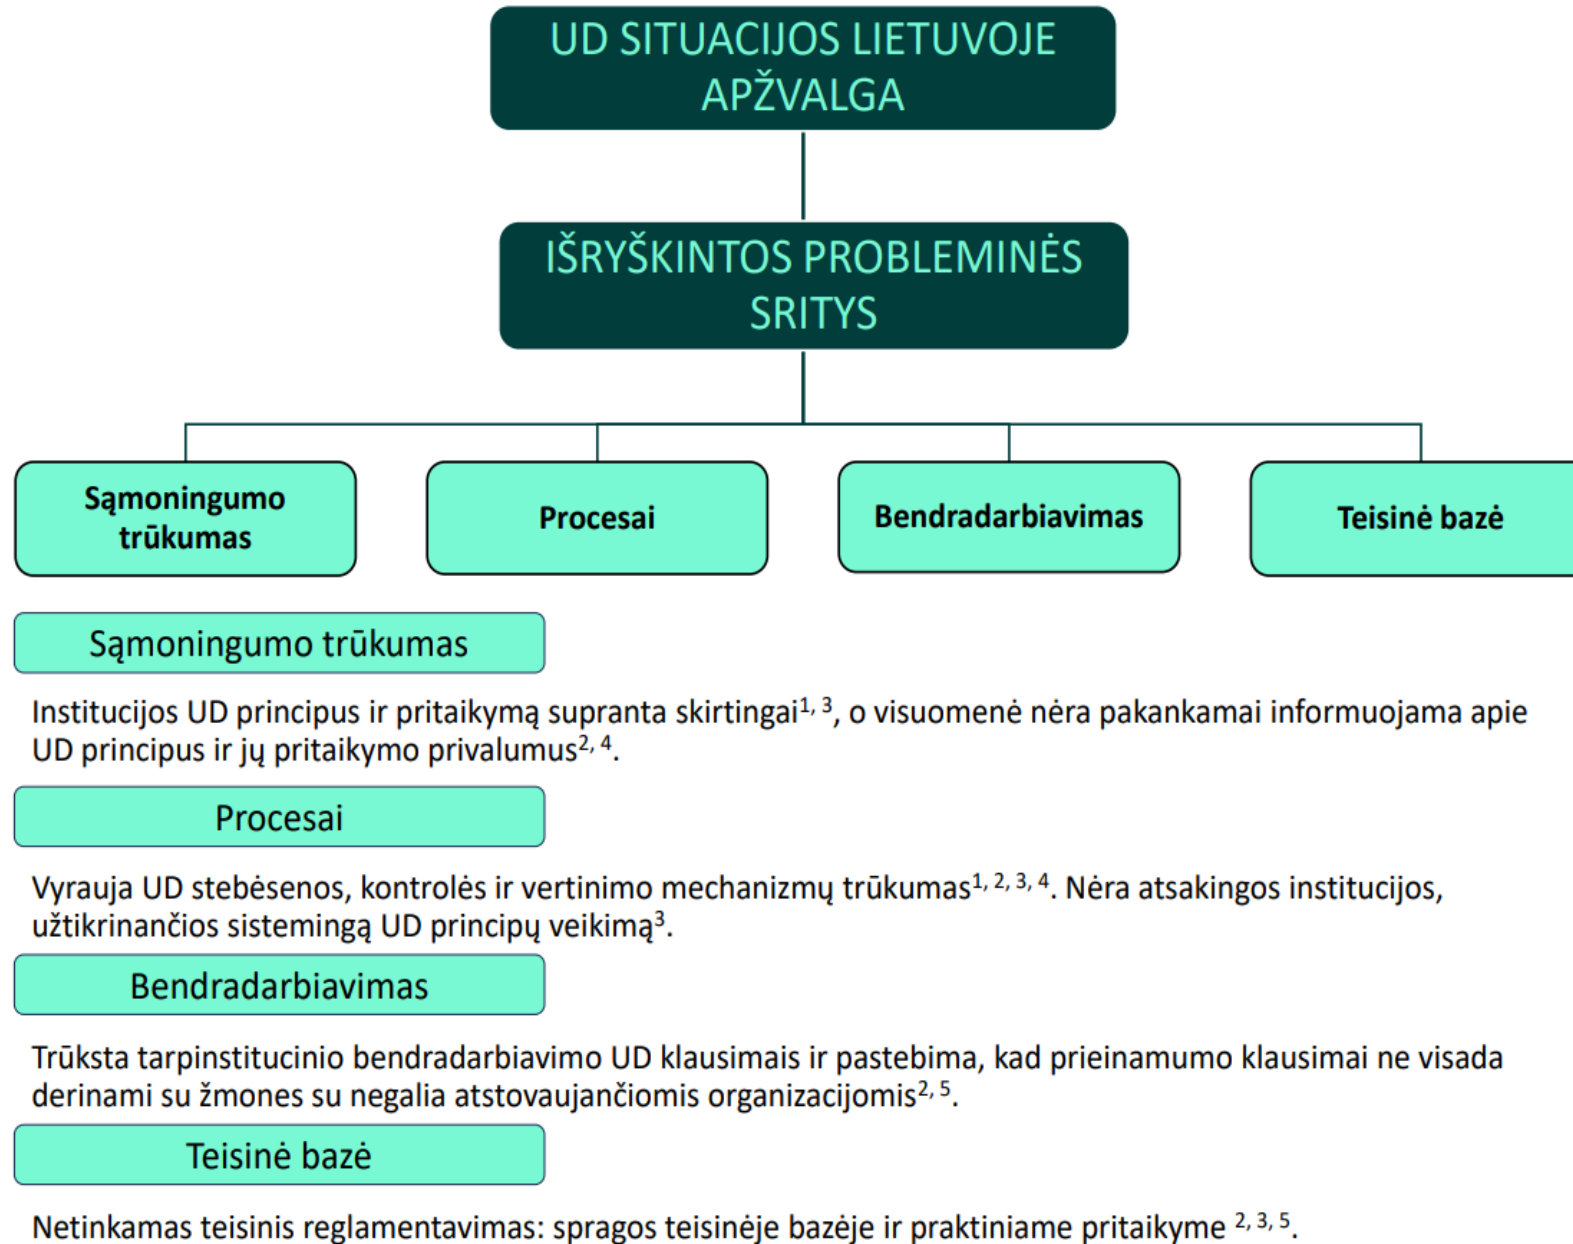 UD SITUACIJOS LIETUVOJE
APŽVALGA
IŠRYŠKINTOS PROBLEMINĖS
SRITYS
Sąmoningumo
trūkumas
Procesai
Bendradarbiavimas
Teisinė bazė
Sąmoningumo trūkumas
Institucijos UD principus ir pritaikymą supranta skirtingai¹, ³, o visuomenė nėra pakankamai informuojama apie
UD principus ir jų pritaikymo privalumus², ⁴.
Procesai
Vyrauja UD stebėsenos, kontrolės ir vertinimo mechanizmų trūkumas¹, ², ³, ⁴. Nėra atsakingos institucijos,
užtikrinančios sistemingą UD principų veikimą³.
Bendradarbiavimas
Trūksta tarpinstitucinio bendradarbiavimo UD klausimais ir pastebima, kad prieinamumo klausimai ne visada
derinami su žmones su negalia atstovaujančiomis organizacijomis², ⁵.
Teisinė bazė
Netinkamas teisinis reglamentavimas: spragos teisinėje bazėje ir praktiniame pritaikyme ², ³, ⁵.